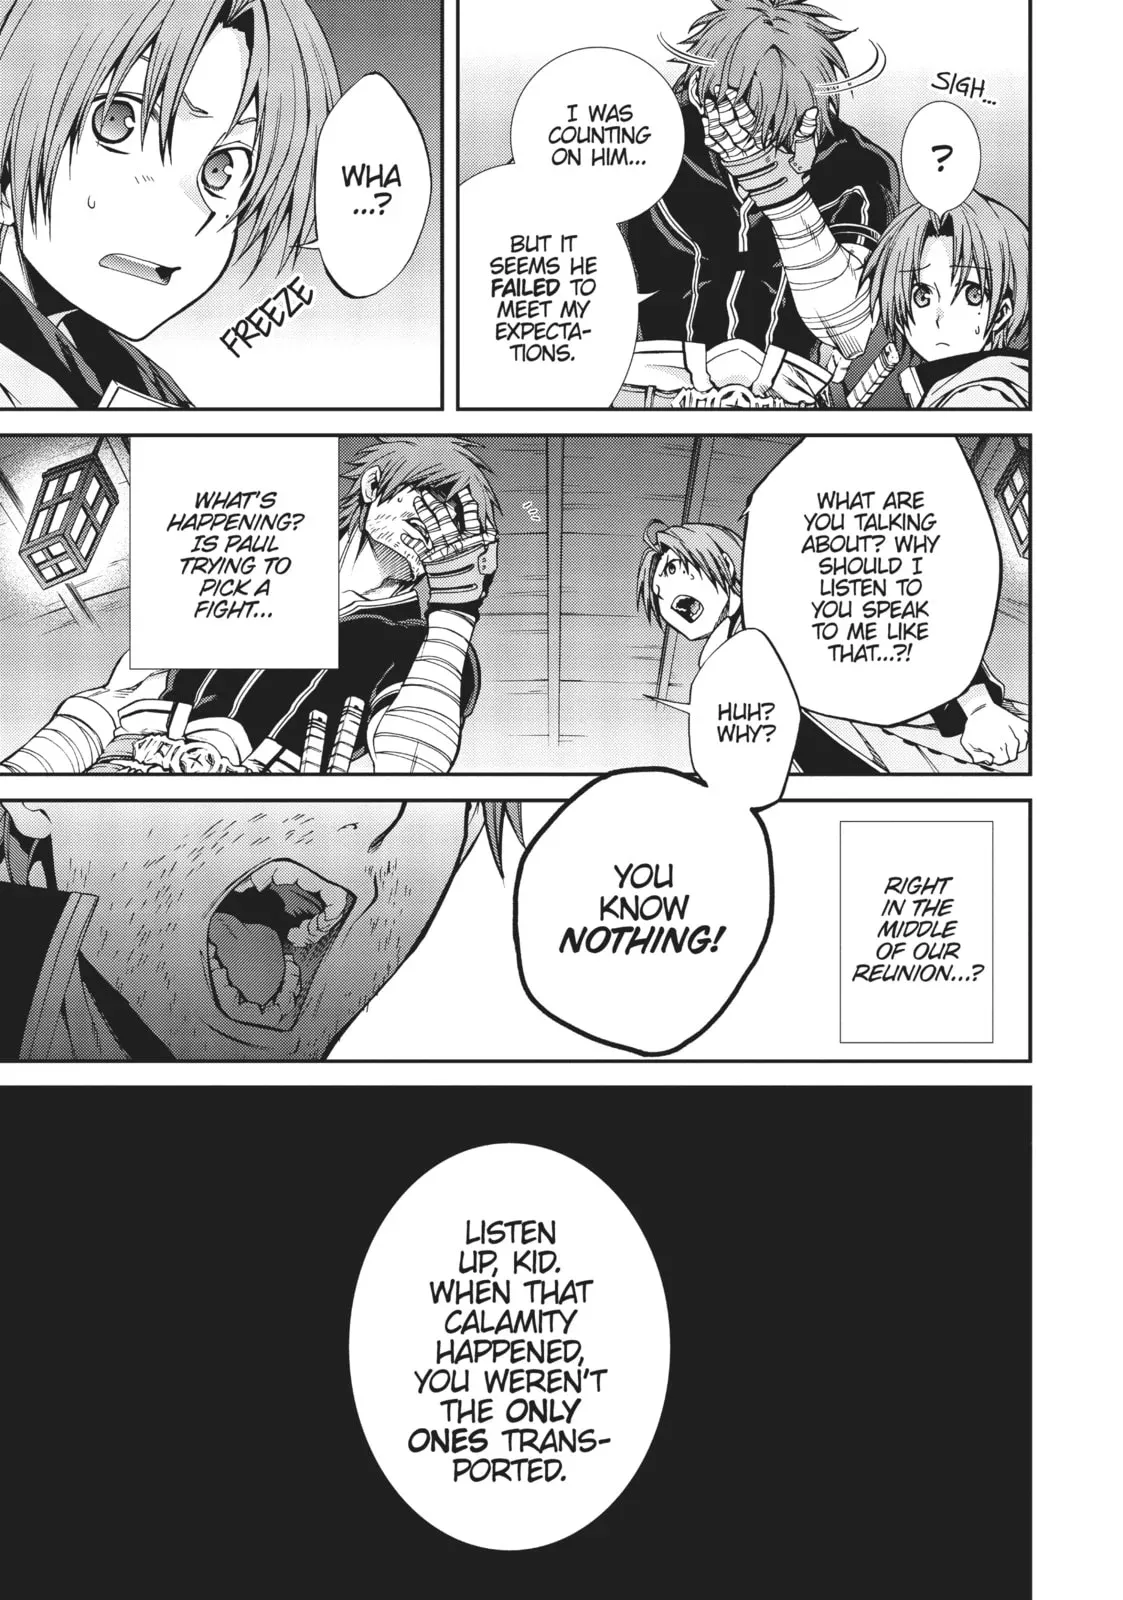 SIGH...
?
I WAS
COUNTING
ON HIM...
BUT IT
SEEMS HE
FAILED TO
MEET MY
EXPECTA-
TIONS.
WHA
...?
FREEZE
WHAT ARE
YOU TALKING
ABOUT? WHY
SHOULD I
LISTEN TO
YOU SPEAK
TO ME LIKE
THAT...?!
HUH?
WHY?
WHAT'S
HAPPENING?
IS PAUL
TRYING TO
PICK A
FIGHT...
RIGHT
IN THE
MIDDLE
OF OUR
REUNION...?
YOU
KNOW
NOTHING!
LISTEN
UP, KID.
WHEN THAT
CALAMITY
HAPPENED,
YOU WEREN'T
THE ONLY
ONES TRANS-
PORTED.